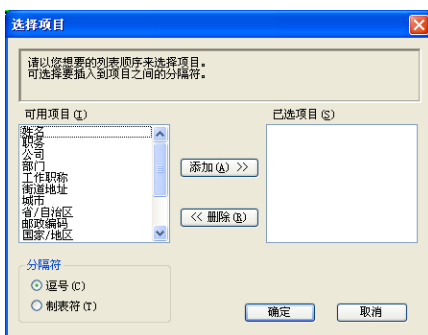 选择项目
请以您想要的列表顺序来选择项目。
可选择要插入到项目之间的分隔符。
可用项目(I)
已选项目(S)
姓名
职务
公司
部门
工作职称
街道地址
城市
省/自治区
邮政编码
国家/地区
添加(A) >>
<< 删除(R)
分隔符
逗号(C)
制表符(T)
确定
取消